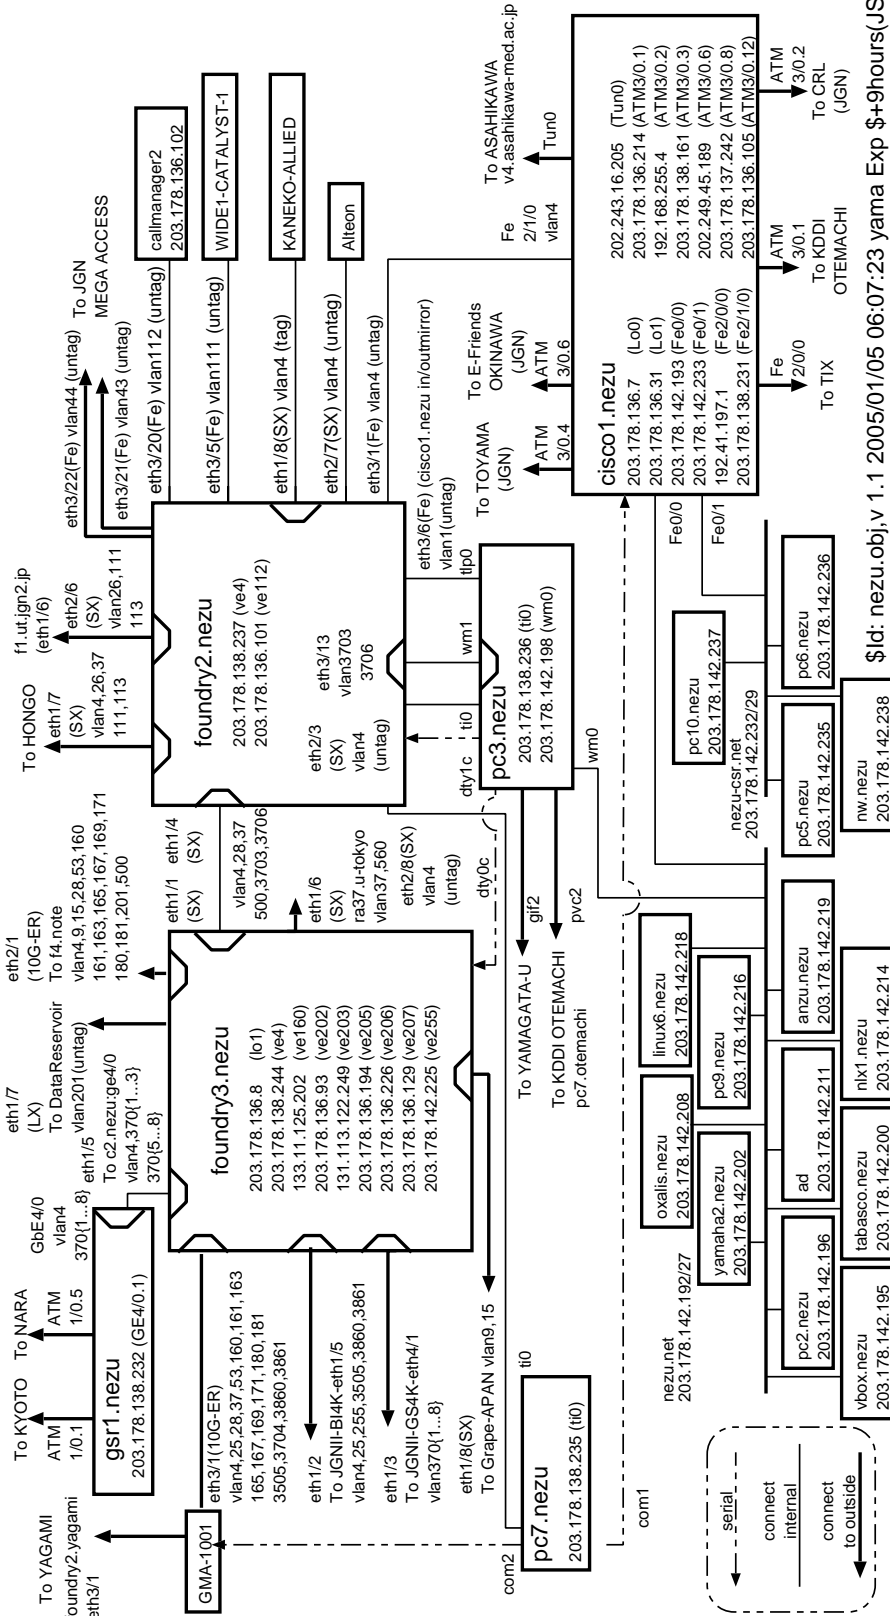 To YAGAMI
foundry2.yagami
eth3/1
GMA-1001
To KYOTO
ATM
1/0.1
To NARA
ATM
1/0.5
gsr1.nezu
203.178.138.232 (GE4/0.1)
GbE4/0
vlan4
370{1...8}
eth1/5
To c2.nezu:ge4/0
vlan4,370{1...3}
370{5...8}
eth1/7
(LX)
To DataReservoir
vlan201(untag)
eth2/1
(10G-ER)
To f4.note
vlan4,9,15,28,53,160
161,163,165,167,169,171
180,181,201,500
eth3/1(10G-ER)
vlan4,25,28,37,53,160,161,163
165,167,169,171,180,181
3505,3704,3860,3861
eth1/2
To JGNII-BI4K-eth1/5
vlan4,25,255,3505,3860,3861
eth1/3
To JGNII-GS4K-eth4/1
vlan370{1...8}
eth1/8(SX)
To Grape-APAN vlan9,15
foundry3.nezu
203.178.136.8 (lo1)
203.178.138.244 (ve4)
133.11.125.202 (ve160)
203.178.136.93 (ve202)
131.113.122.249 (ve203)
203.178.136.194 (ve205)
203.178.136.226 (ve206)
203.178.136.129 (ve207)
203.178.142.225 (ve255)
eth1/1
(SX)
eth1/4
(SX)
vlan4,28,37
500,3703,3706
eth1/6
(SX)
ra37.u-tokyo
vlan37,560
eth2/8(SX)
vlan4
(untag)
To HONGO
eth1/7
(SX)
vlan4,26,37
111,113
f1.ut.jgn2.jp
(eth1/6)
eth2/6
(SX)
vlan26,111
113
foundry2.nezu
203.178.138.237 (ve4)
203.178.136.101 (ve112)
eth2/3
(SX)
vlan4
(untag)
eth3/13
vlan3703
3706
To JGN
MEGA ACCESS
eth3/22(Fe) vlan44 (untag)
eth3/21(Fe) vlan43 (untag)
eth3/20(Fe) vlan112 (untag)
eth3/5(Fe) vlan111 (untag)
eth1/8(SX) vlan4 (tag)
eth2/7(SX) vlan4 (untag)
eth3/1(Fe) vlan4 (untag)
eth3/6(Fe) (cisco1.nezu in/outmirror)
vlan1(untag)
callmanager2
203.178.136.102
WIDE1-CATALYST-1
KANEKO-ALLIED
Alteon
dty0c
dty1c
ti0
wm1
tlp0
pc3.nezu
203.178.138.236 (ti0)
203.178.142.198 (wm0)
wm0
gif2
To YAMAGATA-U
pvc2
To KDDI OTEMACHI
pc7.otemachi
To TOYAMA
(JGN)
ATM
3/0.4
To E-Friends
OKINAWA
(JGN)
ATM
3/0.6
Fe
2/1/0
vlan4
To ASAHIKAWA
v4.asahikawa-med.ac.jp
Tun0
cisco1.nezu
203.178.136.7 (Lo0)
203.178.136.31 (Lo1)
203.178.142.193 (Fe0/0)
203.178.142.233 (Fe0/1)
192.41.197.1 (Fe2/0/0)
203.178.138.231 (Fe2/1/0)
202.243.16.205 (Tun0)
203.178.136.214 (ATM3/0.1)
192.168.255.4 (ATM3/0.2)
203.178.138.161 (ATM3/0.3)
202.249.45.189 (ATM3/0.6)
203.178.137.242 (ATM3/0.8)
203.178.136.105 (ATM3/0.12)
Fe0/0
Fe0/1
Fe
2/0/0
To TIX
ATM
3/0.1
To KDDI
OTEMACHI
ATM
3/0.2
To CRL
(JGN)
com2
ti0
pc7.nezu
203.178.138.235 (ti0)
com1
nezu.net
203.178.142.192/27
oxalis.nezu
203.178.142.208
linux6.nezu
203.178.142.218
yamaha2.nezu
203.178.142.202
pc9.nezu
203.178.142.216
pc2.nezu
203.178.142.196
ad
203.178.142.211
anzu.nezu
203.178.142.219
vbox.nezu
203.178.142.195
tabasco.nezu
203.178.142.200
nlx1.nezu
203.178.142.214
nezu-csr.net
203.178.142.232/29
pc10.nezu
203.178.142.237
pc5.nezu
203.178.142.235
pc6.nezu
203.178.142.236
nw.nezu
203.178.142.238
serial
connect
internal
connect
to outside
$Id: nezu.obj,v 1.1 2005/01/05 06:07:23 yama Exp $+9hours(JS